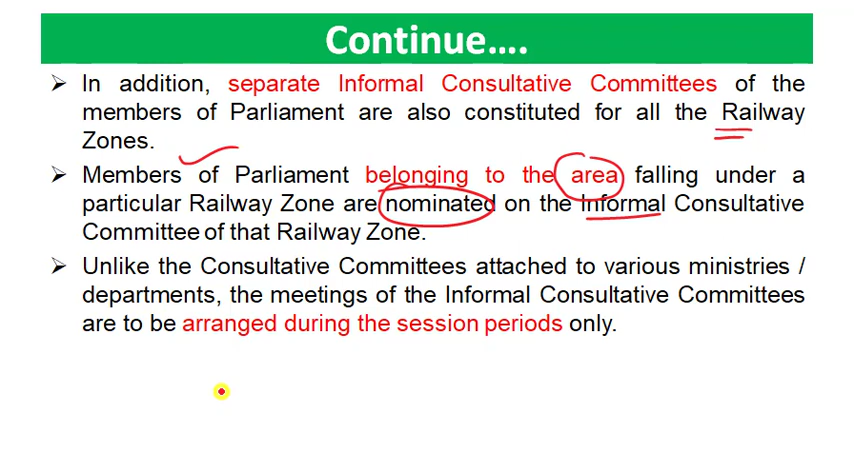 Continue....
➢ In addition, separate Informal Consultative Committees of the
members of Parliament are also constituted for all the Railway
Zones.
➢ Members of Parliament belonging to the area falling under a
particular Railway Zone are nominated on the Informal Consultative
Committee of that Railway Zone.
➢ Unlike the Consultative Committees attached to various ministries /
departments, the meetings of the Informal Consultative Committees
are to be arranged during the session periods only.